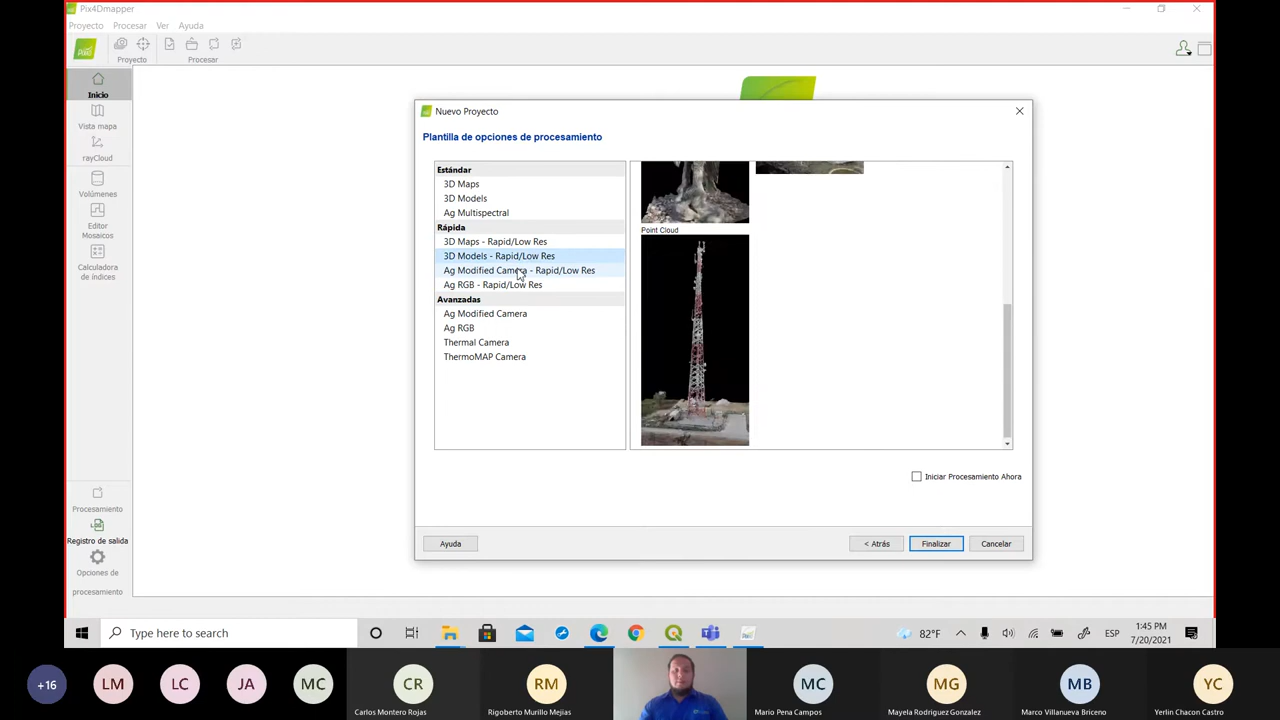 Pix4Dmapper
Proyecto Procesar Ver Ayuda
Proyecto
Procesar
Inicio
Vista mapa
rayCloud
Volúmenes
Editor
Mosaicos
Calculadora
de índices
Procesamiento
Registro de salida
Opciones de
procesamiento
Nuevo Proyecto
Plantilla de opciones de procesamiento
Estándar
3D Maps
3D Models
Ag Multispectral
Rápida
3D Maps - Rapid/Low Res
3D Models - Rapid/Low Res
Ag Modified Camera - Rapid/Low Res
Ag RGB - Rapid/Low Res
Avanzadas
Ag Modified Camera
Ag RGB
Thermal Camera
ThermoMAP Camera
Point Cloud
Iniciar Procesamiento Ahora
Ayuda
< Atrás
Finalizar
Cancelar
Type here to search
82°F
ESP
1:45 PM
7/20/2021
+16
LM
LC
JA
MC
CR
Carlos Montero Rojas
RM
Rigoberto Murillo Mejias
MC
Mario Pena Campos
MG
Mayela Rodriguez Gonzalez
MB
Marco Villanueva Briceno
YC
Yerlin Chacon Castro